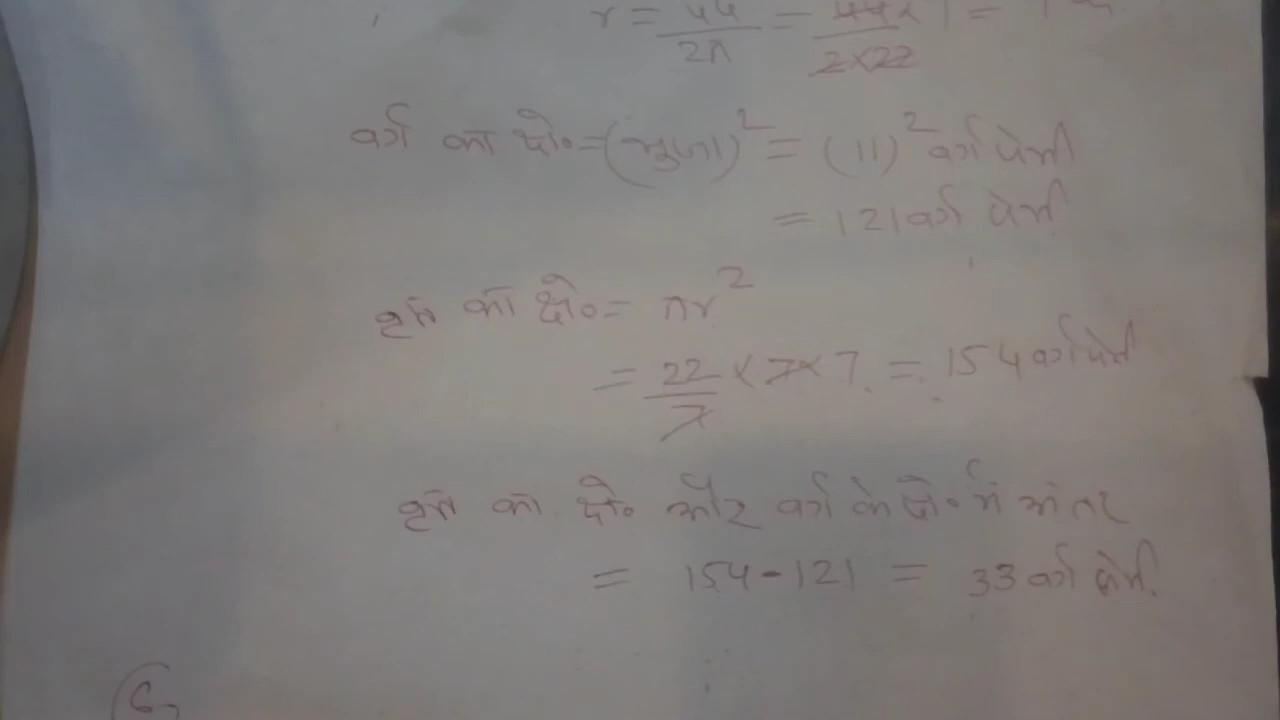 r = 44/2π = 44×7/2×22 =
वर्ग का क्षे० = (भुजा)² = (11)² वर्ग सेमी
= 121 वर्ग सेमी
वृत्त का क्षे० = πr²
= 22/7 × 7 × 7 = 154 वर्ग सेमी
वृत्त का क्षे० और वर्ग के क्षे० में अंतर
= 154 - 121 = 33 वर्ग सेमी.
6